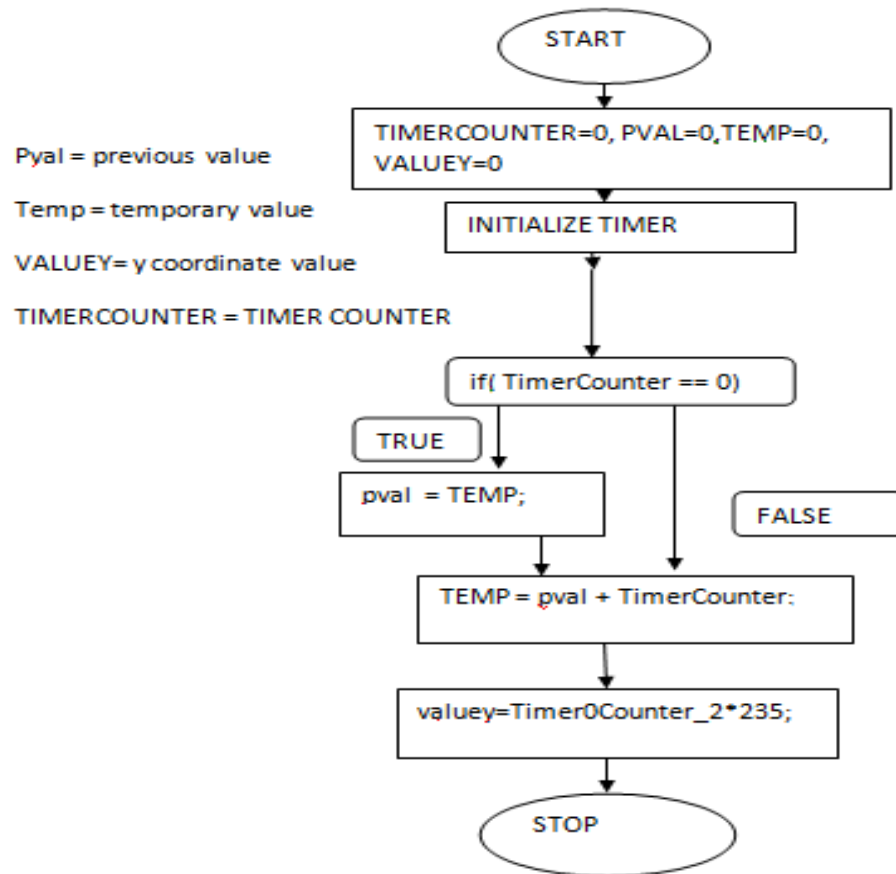 START
TIMERCOUNTER=0, PVAL=0,TEMP=0,
VALUEY=0
Pyal = previous value
Temp = temporary value
VALUEY= y coordinate value
TIMERCOUNTER = TIMER COUNTER
INITIALIZE TIMER
if( TimerCounter == 0)
TRUE
pval = TEMP;
FALSE
TEMP = pval + TimerCounter;
valuey=Timer0Counter_2*235;
STOP